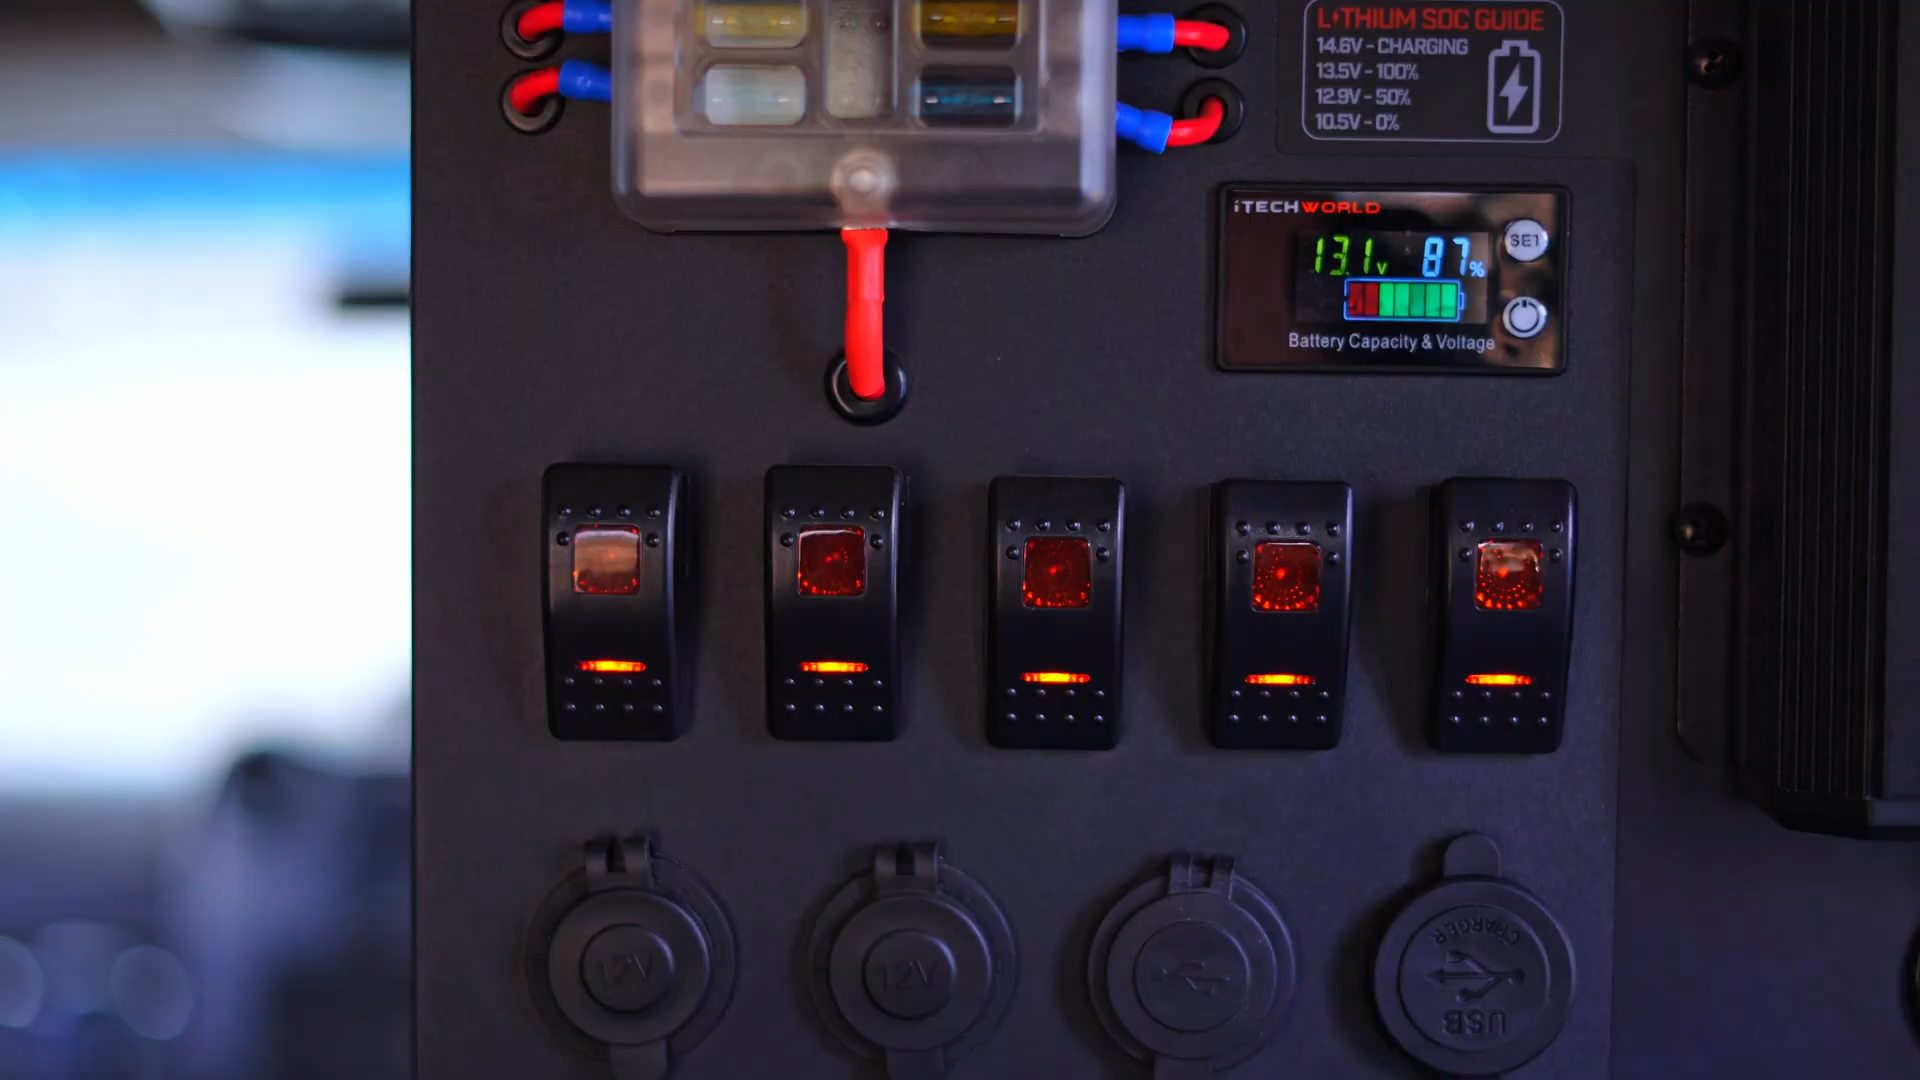 LITHIUM SOC GUIDE
14.6V - CHARGING
13.5V - 100%
12.9V - 50%
10.5V - 0%
iTECHWORLD
13.1V 87%
SET
Battery Capacity & Voltage
12V
12V
CHARGER
USB